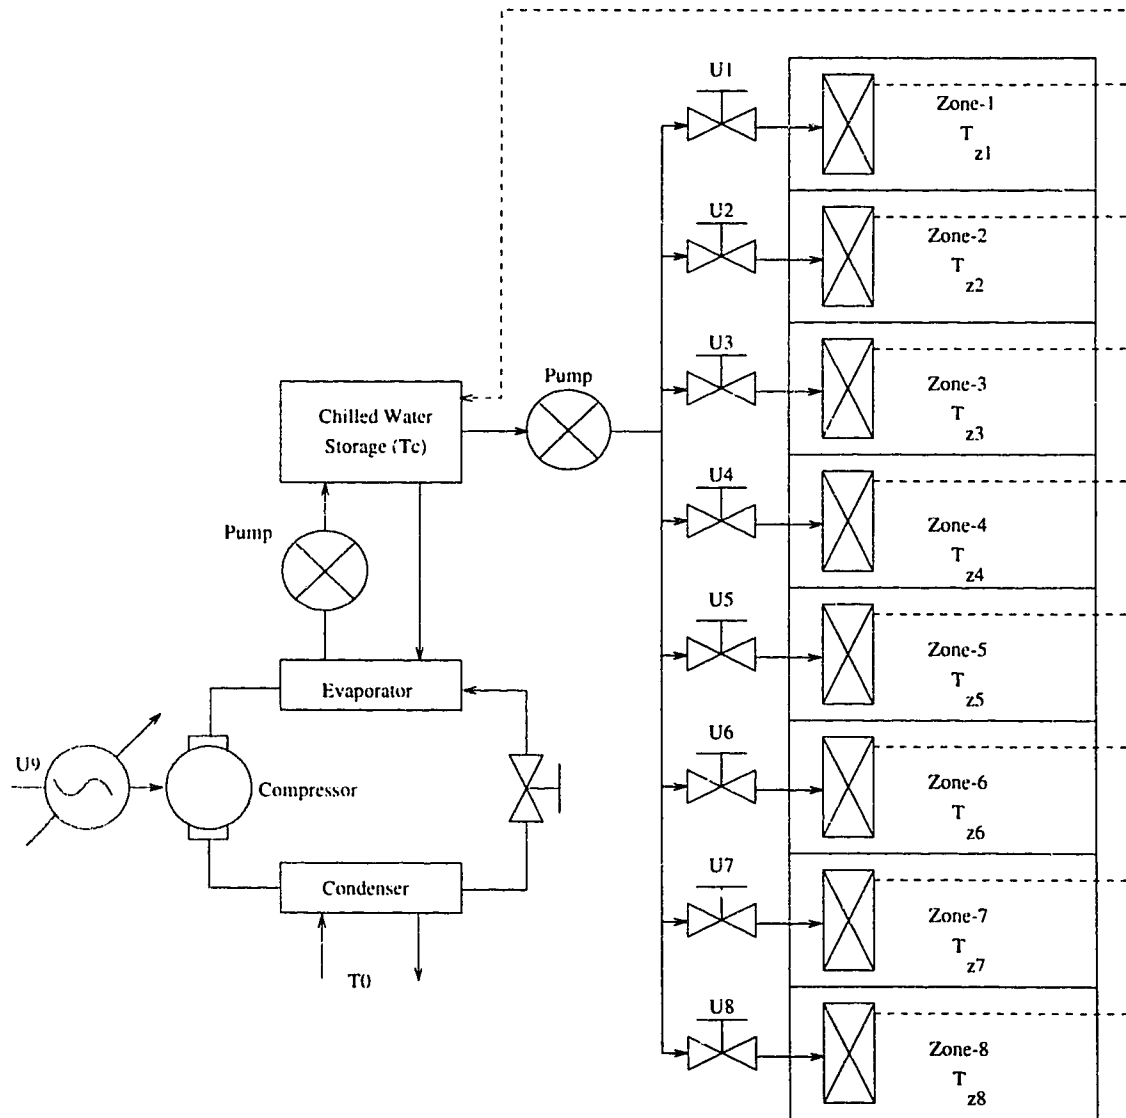 U1
Zone-1
T
z1
U2
Zone-2
T
z2
U3
Zone-3
T
z3
Pump
Chilled Water
Storage (Tc)
U4
Zone-4
T
z4
Pump
U5
Zone-5
T
z5
Evaporator
U6
Zone-6
T
z6
U9
Compressor
U7
Condenser
Zone-7
T
z7
T0
U8
Zone-8
T
z8